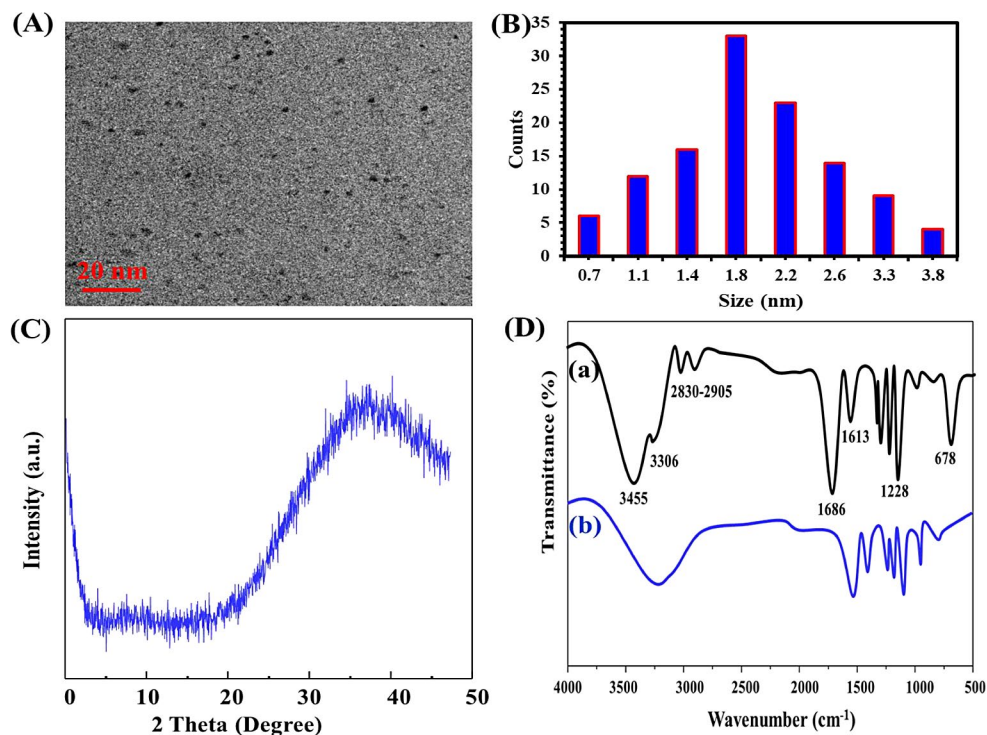 (A)
20 nm
(B)
Counts
35
30
25
20
15
10
5
0
0.7 1.1 1.4 1.8 2.2 2.6 3.3 3.8
Size (nm)
(C)
Intensity (a.u.)
0 10 20 30 40 50
2 Theta (Degree)
(D)
Transmittance (%)
(a)
2830-2905
3306
3455
1686
1613
1228
678
(b)
4000 3500 3000 2500 2000 1500 1000 500
Wavenumber (cm⁻¹)